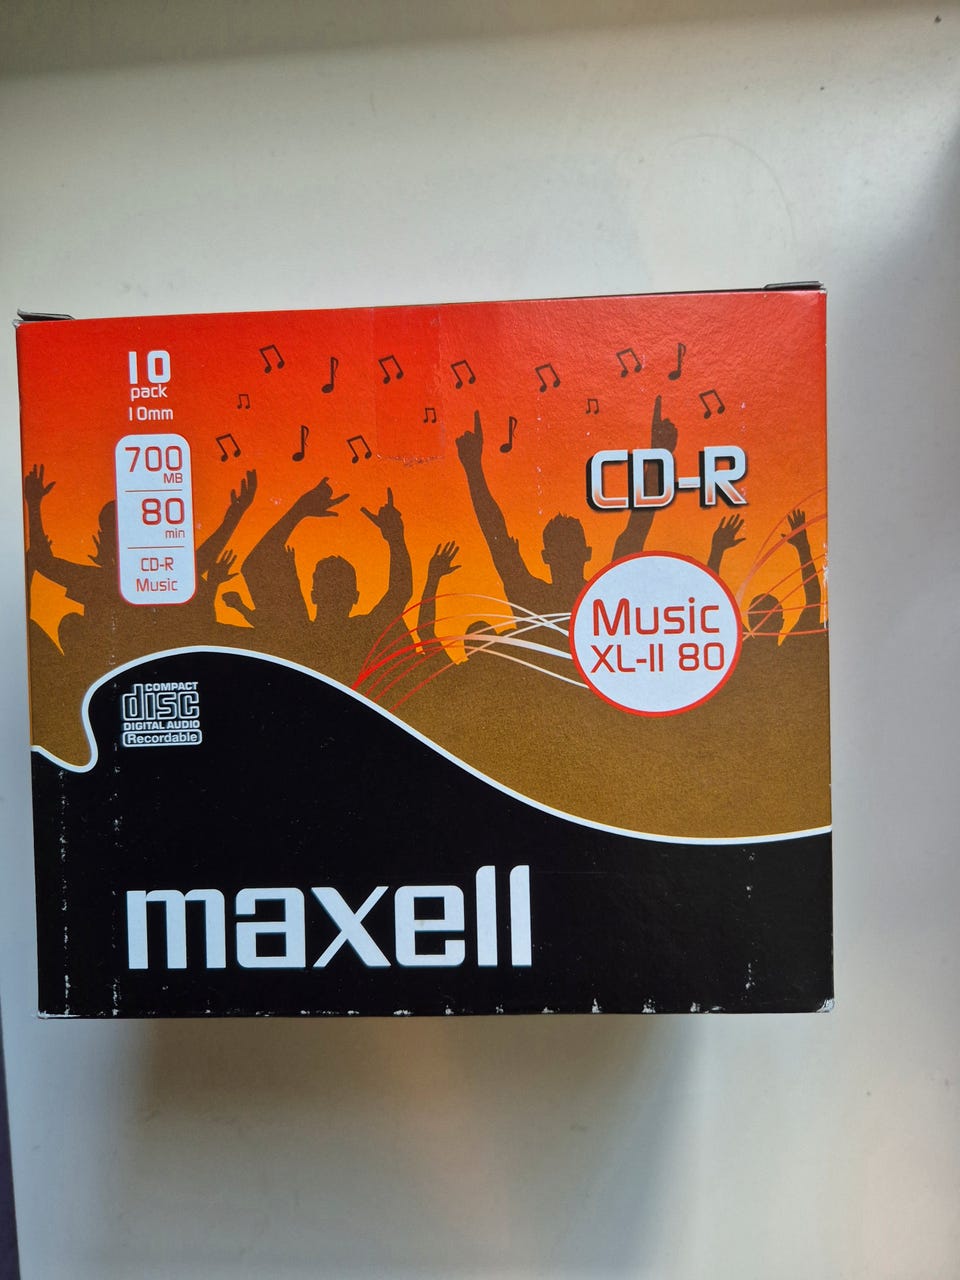 10
pack
10mm
700
MB
80
min
CD-R
Music
CD-R
Music
XL-II 80
COMPACT
disc
DIGITAL AUDIO
Recordable
maxell